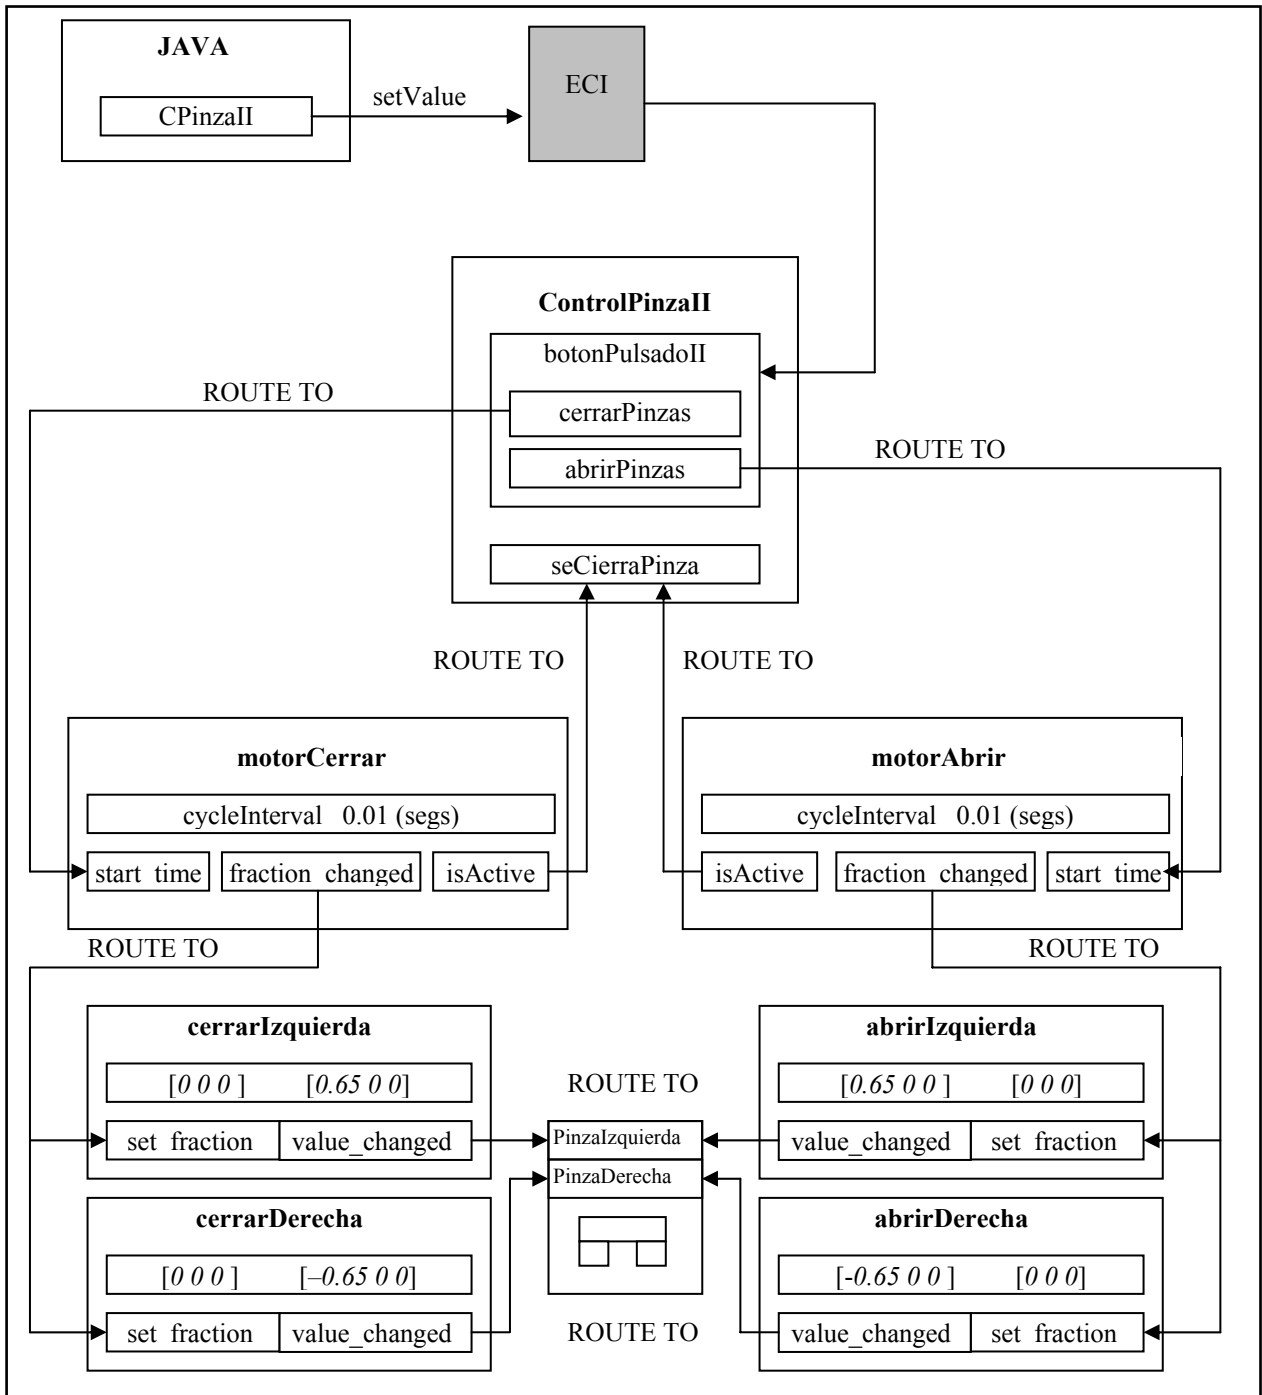 JAVA
CPinzaII
setValue
ECI
ControlPinzaII
botonPulsadoII
cerrarPinzas
abrirPinzas
seCierraPinza
ROUTE TO
ROUTE TO
ROUTE TO
ROUTE TO
motorCerrar
cycleInterval 0.01 (segs)
start time
fraction changed
isActive
motorAbrir
cycleInterval 0.01 (segs)
isActive
fraction changed
start time
ROUTE TO
ROUTE TO
cerrarIzquierda
[0 0 0 ] [0.65 0 0]
set fraction
value_changed
ROUTE TO
PinzaIzquierda
PinzaDerecha
abrirIzquierda
[0.65 0 0 ] [0 0 0]
value_changed
set fraction
cerrarDerecha
[0 0 0 ] [–0.65 0 0]
set fraction
value_changed
ROUTE TO
abrirDerecha
[-0.65 0 0 ] [0 0 0]
value_changed
set fraction